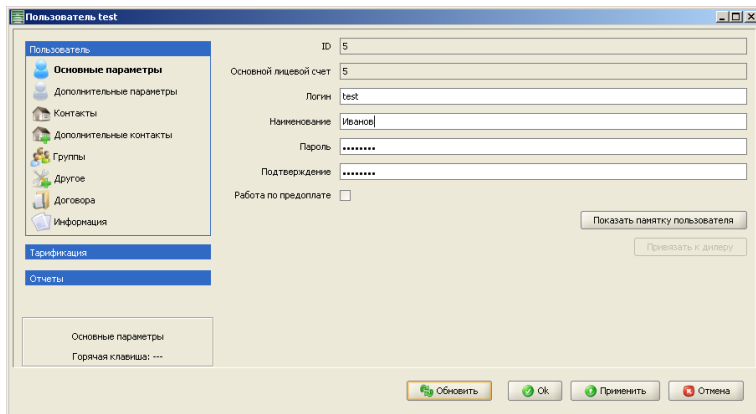 Пользователь test
Пользователь
Основные параметры
Дополнительные параметры
Контакты
Дополнительные контакты
Группы
Другое
Договора
Информация
Тарификация
Отчеты
Основные параметры
Горячая клавиша: ---
ID 5
Основной лицевой счет 5
Логин test
Наименование Иванов
Пароль ••••••••
Подтверждение ••••••••
Работа по предоплате
Показать памятку пользователя
Привязать к дилеру
Обновить Ok Применить Отмена